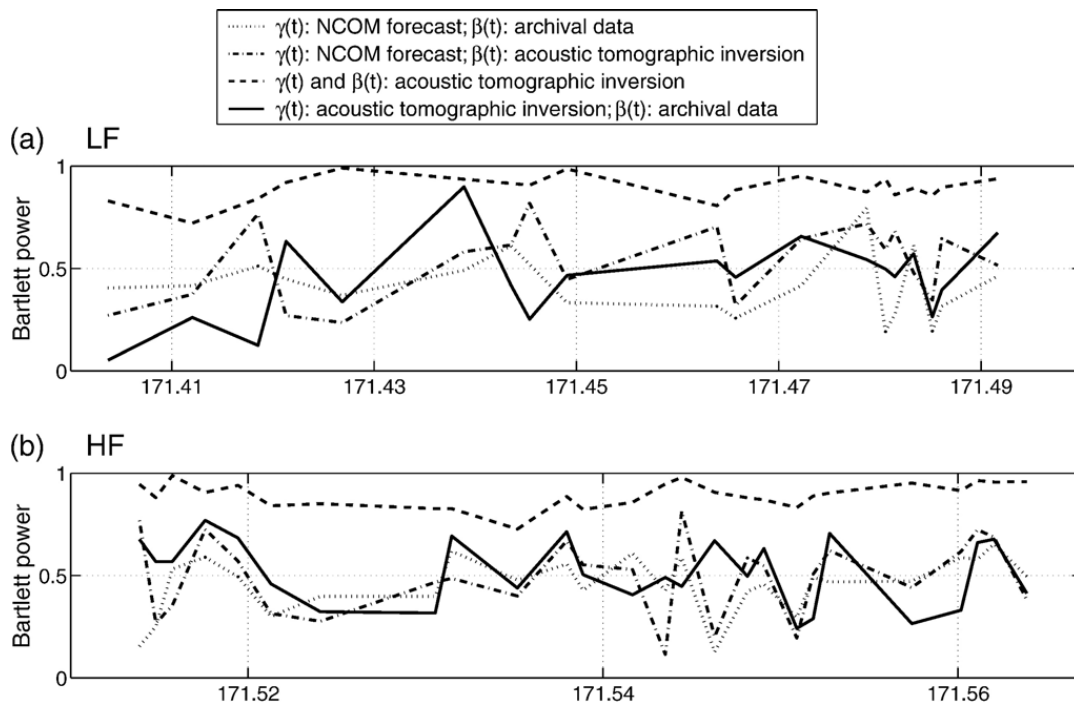 γ(t): NCOM forecast; β(t): archival data
γ(t): NCOM forecast; β(t): acoustic tomographic inversion
γ(t) and β(t): acoustic tomographic inversion
γ(t): acoustic tomographic inversion; β(t): archival data
(a) LF
1
0.5
0
Bartlett power
171.41 171.43 171.45 171.47 171.49
(b) HF
1
0.5
0
Bartlett power
171.52 171.54 171.56